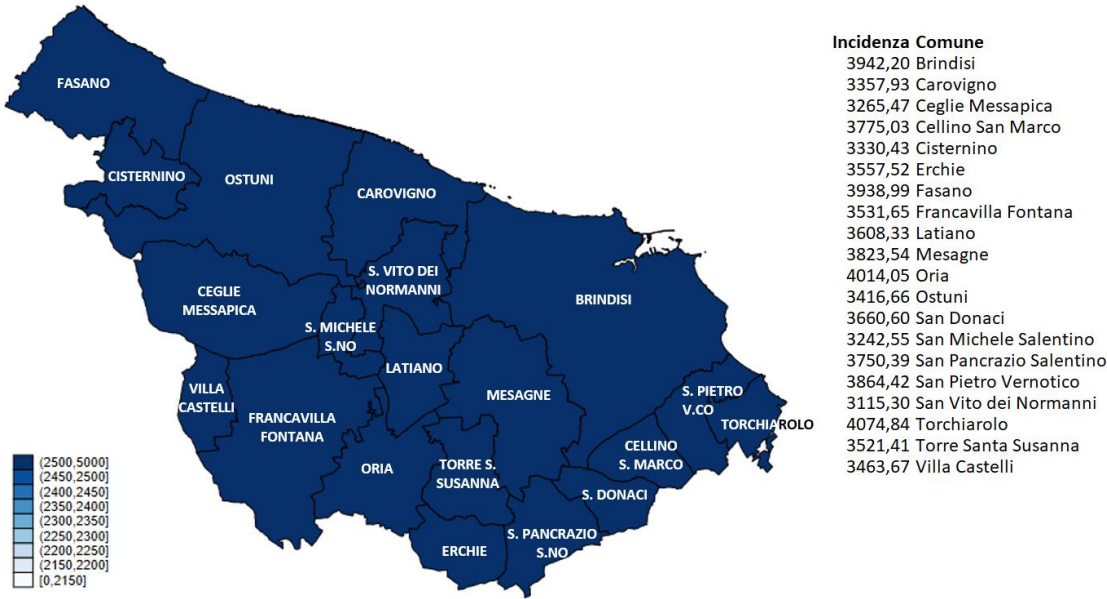 FASANO
CISTERNINO
OSTUNI
CAROVIGNO
S. VITO DEI
NORMANNI
CEGLIE
MESSAPICA
BRINDISI
S. MICHELE
S.NO
LATIANO
VILLA
CASTELLI
FRANCAVILLA
FONTANA
MESAGNE
S. PIETRO
V.CO
TORCHIAROLO
CELLINO
S. MARCO
ORIA
TORRE S.
SUSANNA
S. DONACI
S. PANCRAZIO
S.NO
ERCHIE
(2500,5000]
(2450,2500]
(2400,2450]
(2350,2400]
(2300,2350]
(2250,2300]
(2200,2250]
(2150,2200]
[0,2150]
Incidenza Comune
3942,20 Brindisi
3357,93 Carovigno
3265,47 Ceglie Messapica
3775,03 Cellino San Marco
3330,43 Cisternino
3557,52 Erchie
3938,99 Fasano
3531,65 Francavilla Fontana
3608,33 Latiano
3823,54 Mesagne
4014,05 Oria
3416,66 Ostuni
3660,60 San Donaci
3242,55 San Michele Salentino
3750,39 San Pancrazio Salentino
3864,42 San Pietro Vernotico
3115,30 San Vito dei Normanni
4074,84 Torchiarolo
3521,41 Torre Santa Susanna
3463,67 Villa Castelli